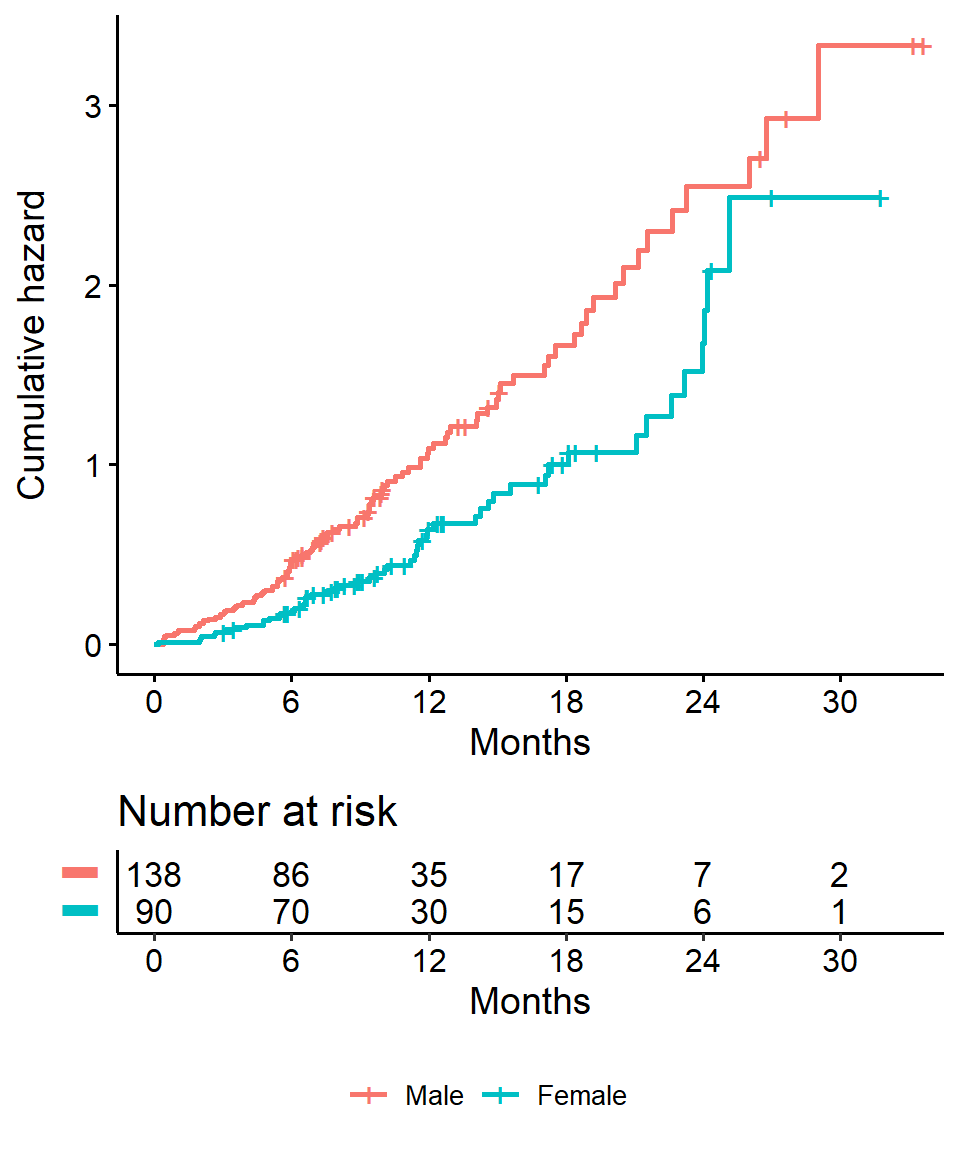 Cumulative hazard
3
2
1
0
0 6 12 18 24 30
Months
Number at risk
138 86 35 17 7 2
90 70 30 15 6 1
0 6 12 18 24 30
Months
Male Female